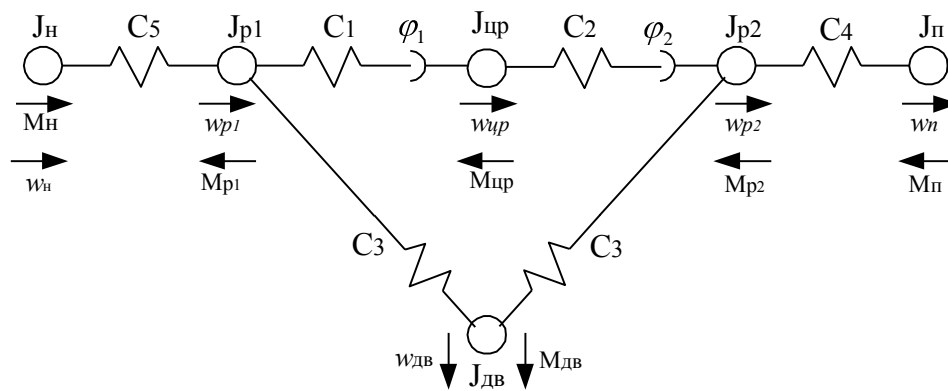 Jн C5 Jр1 C1 φ1 Jцр C2 φ2 Jр2 C4 Jп
Mн wр1 wцр wр2 wп
wн Mр1 Mцр Mр2 Mп
C3 C3
wдв Jдв Mдв